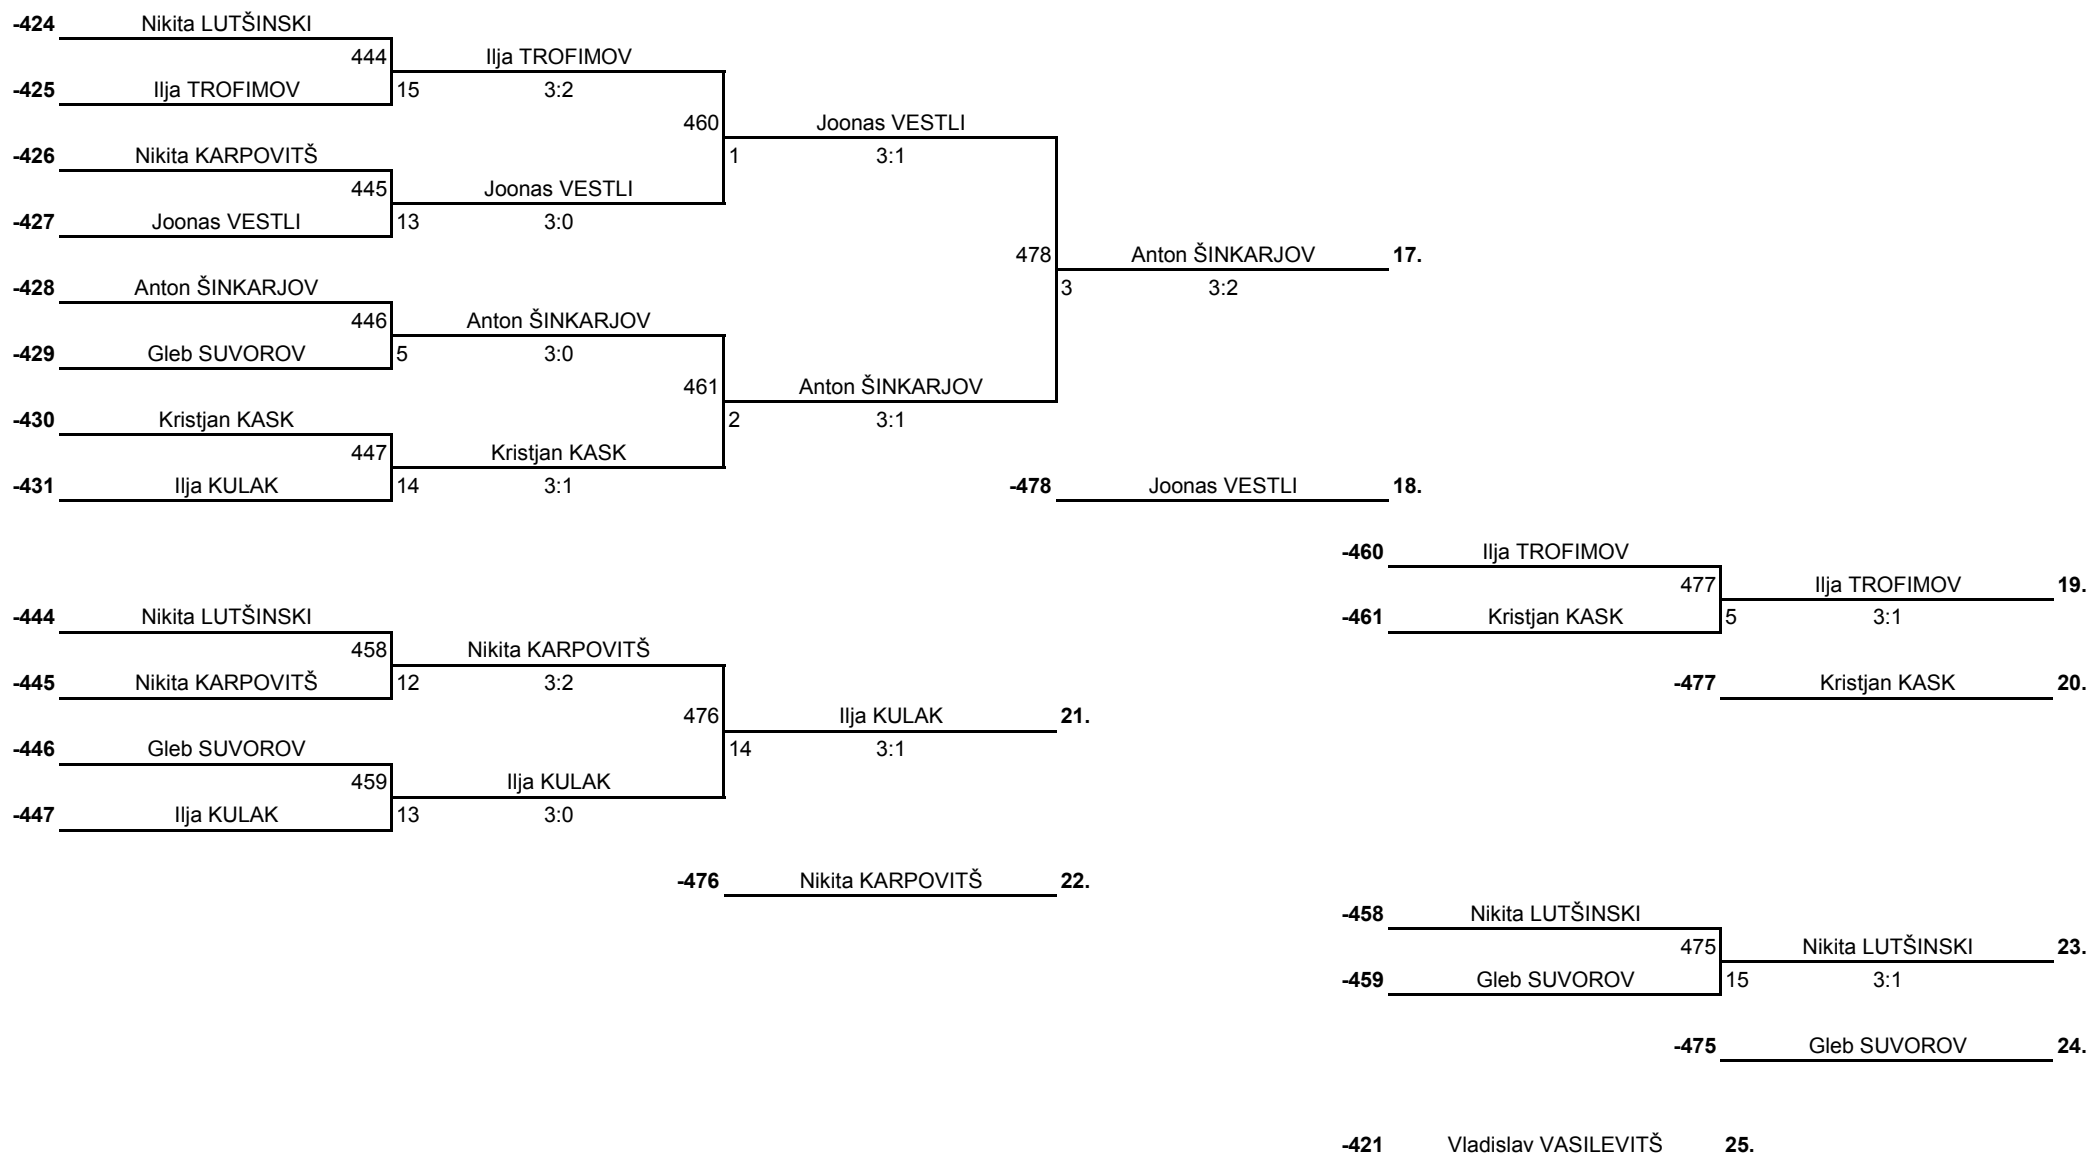 -424 Nikita LUTŠINSKI
444 Ilja TROFIMOV
-425 Ilja TROFIMOV 15 3:2
460 Joonas VESTLI
-426 Nikita KARPOVITŠ 1 3:1
445 Joonas VESTLI
-427 Joonas VESTLI 13 3:0
478 Anton ŠINKARJOV 17.
-428 Anton ŠINKARJOV 3 3:2
446 Anton ŠINKARJOV
-429 Gleb SUVOROV 5 3:0
461 Anton ŠINKARJOV
-430 Kristjan KASK 2 3:1
447 Kristjan KASK
-431 Ilja KULAK 14 3:1 -478 Joonas VESTLI 18.
-460 Ilja TROFIMOV
477 Ilja TROFIMOV 19.
-444 Nikita LUTŠINSKI -461 Kristjan KASK 5 3:1
458 Nikita KARPOVITŠ
-445 Nikita KARPOVITŠ 12 3:2 -477 Kristjan KASK 20.
476 Ilja KULAK 21.
-446 Gleb SUVOROV 14 3:1
459 Ilja KULAK
-447 Ilja KULAK 13 3:0
-476 Nikita KARPOVITŠ 22.
-458 Nikita LUTŠINSKI
475 Nikita LUTŠINSKI 23.
-459 Gleb SUVOROV 15 3:1
-475 Gleb SUVOROV 24.
-421 Vladislav VASILEVITŠ 25.